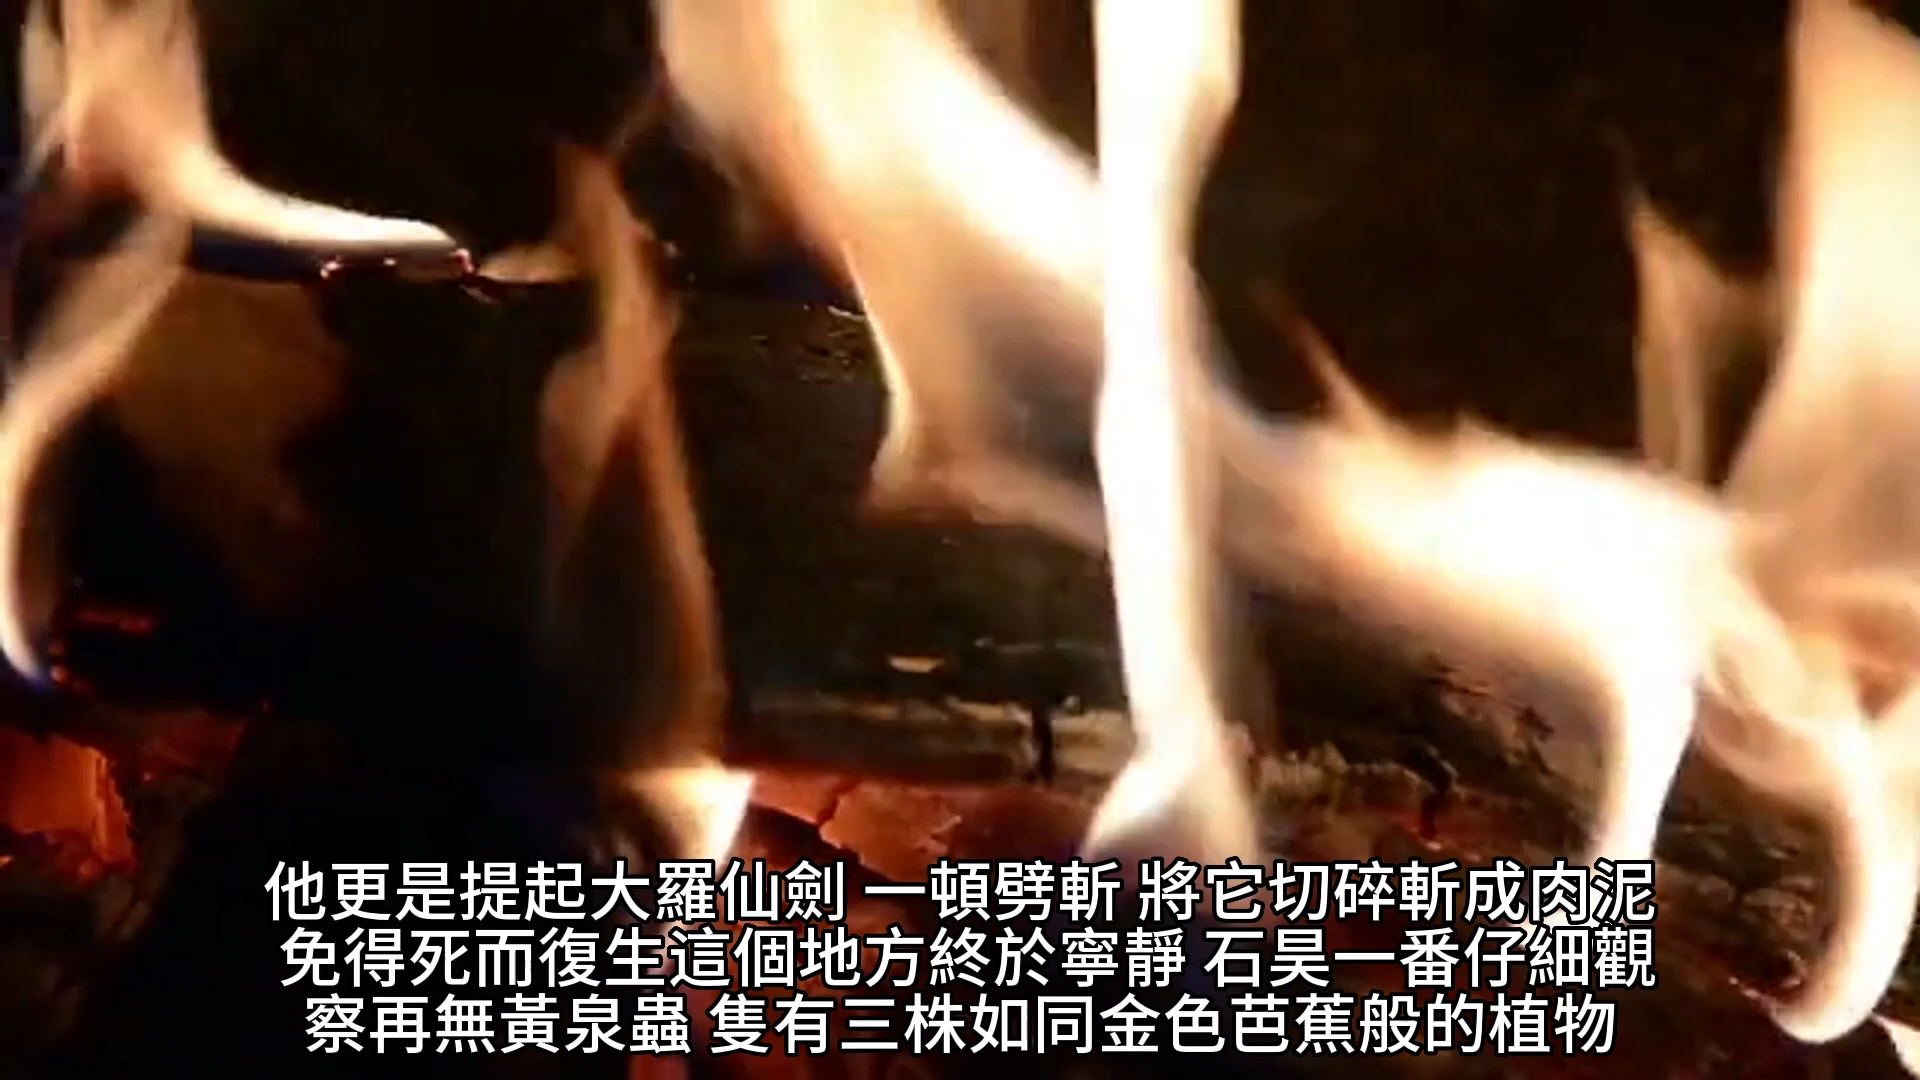 他更是提起大羅仙劍 一頓劈斬 將它切碎斬成肉泥
免得死而復生這個地方終於寧靜 石昊一番仔細觀
察再無黃泉蟲 隻有三株如同金色芭蕉般的植物